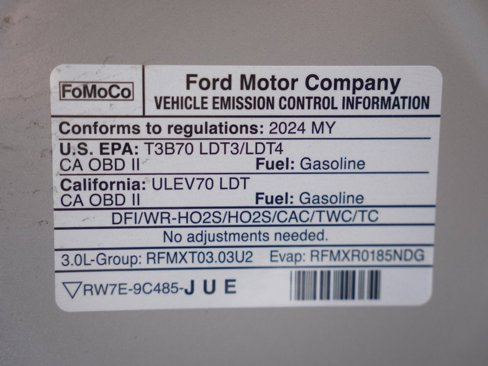 FoMoCo
Ford Motor Company
VEHICLE EMISSION CONTROL INFORMATION
Conforms to regulations: 2024 MY
U.S. EPA: T3B70 LDT3/LDT4
CA OBD II Fuel: Gasoline
California: ULEV70 LDT
CA OBD II Fuel: Gasoline
DFI/WR-HO2S/HO2S/CAC/TWC/TC
No adjustments needed.
3.0L-Group: RFMXT03.03U2 Evap: RFMXR0185NDG
RW7E-9C485-JUE